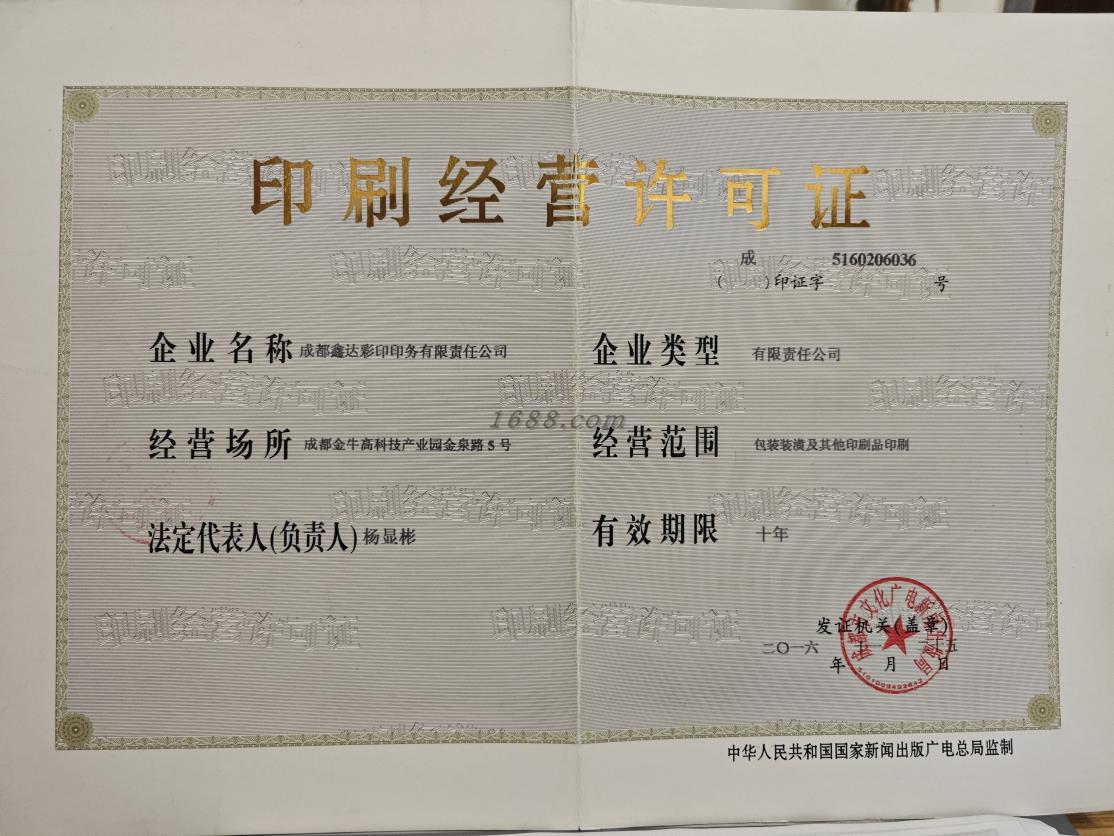 印刷经营许可证
成 5160206036
( )印证字 号
企业名称 成都鑫达彩印印务有限责任公司
企业类型 有限责任公司
1688.com
经营场所 成都金牛高科技产业园金泉路5号
经营范围 包装装潢及其他印刷品印刷
法定代表人(负责人) 杨显彬
有效期限 十年
发证机关(盖章)
二〇一六 十一 二十五
年 月 日
5101009492642
中华人民共和国国家新闻出版广电总局监制